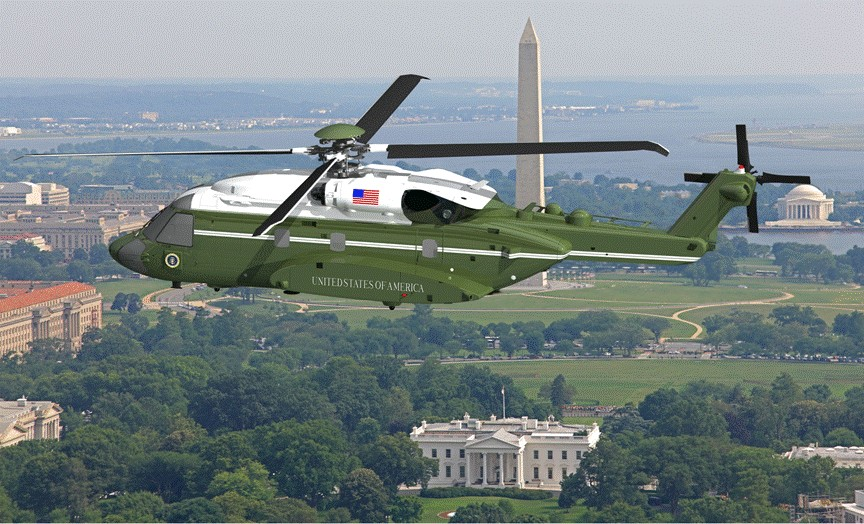 UNITED STATES OF AMERICA